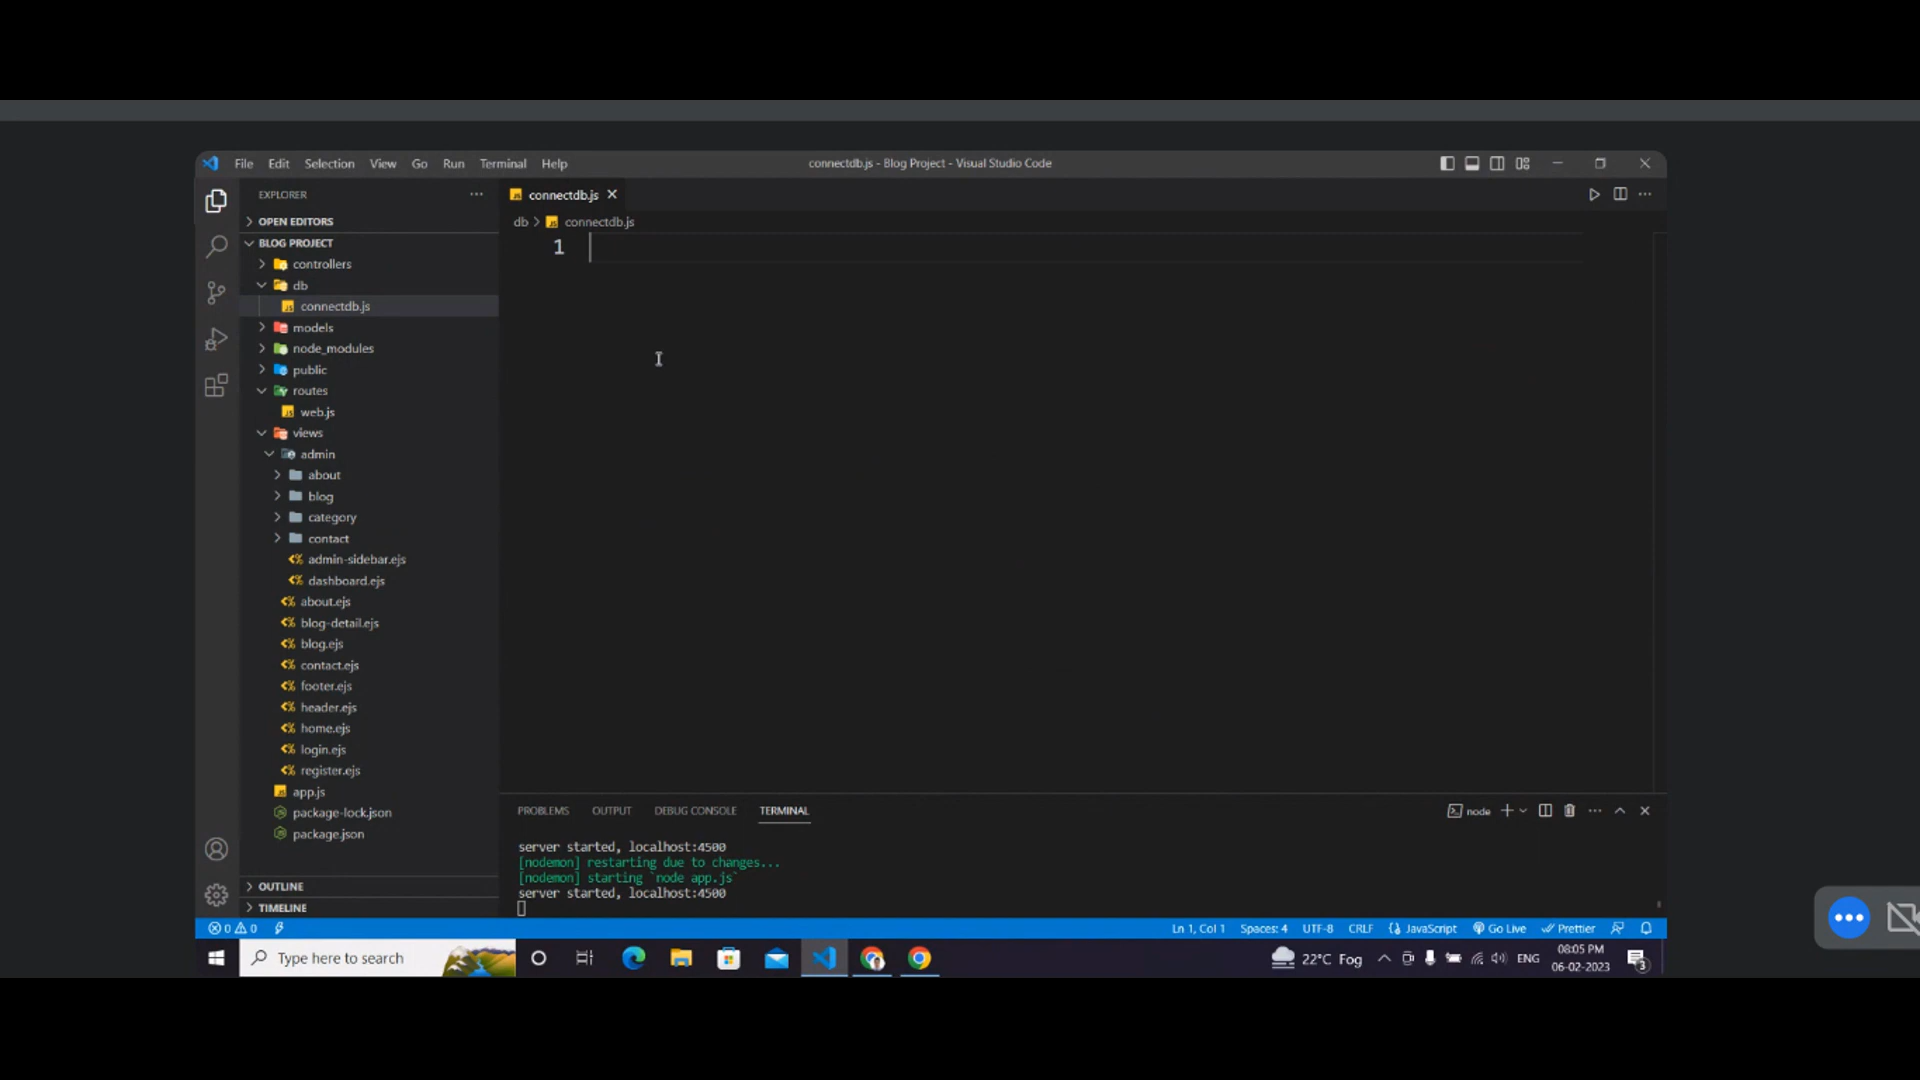 File Edit Selection View Go Run Terminal Help
connectdb.js - Blog Project - Visual Studio Code
EXPLORER
OPEN EDITORS
BLOG PROJECT
controllers
db
connectdb.js
models
node_modules
public
routes
web.js
views
admin
about
blog
category
contact
admin-sidebar.ejs
dashboard.ejs
about.ejs
blog-detail.ejs
blog.ejs
contact.ejs
footer.ejs
header.ejs
home.ejs
login.ejs
register.ejs
app.js
package-lock.json
package.json
OUTLINE
TIMELINE
connectdb.js
db > connectdb.js
1
PROBLEMS OUTPUT DEBUG CONSOLE TERMINAL
node
server started, localhost:4500
[nodemon] restarting due to changes...
[nodemon] starting `node app.js`
server started, localhost:4500
0 0
Ln 1, Col 1 Spaces: 4 UTF-8 CRLF JavaScript Go Live Prettier
Type here to search
22°C Fog
ENG
08:05 PM
06-02-2023
3